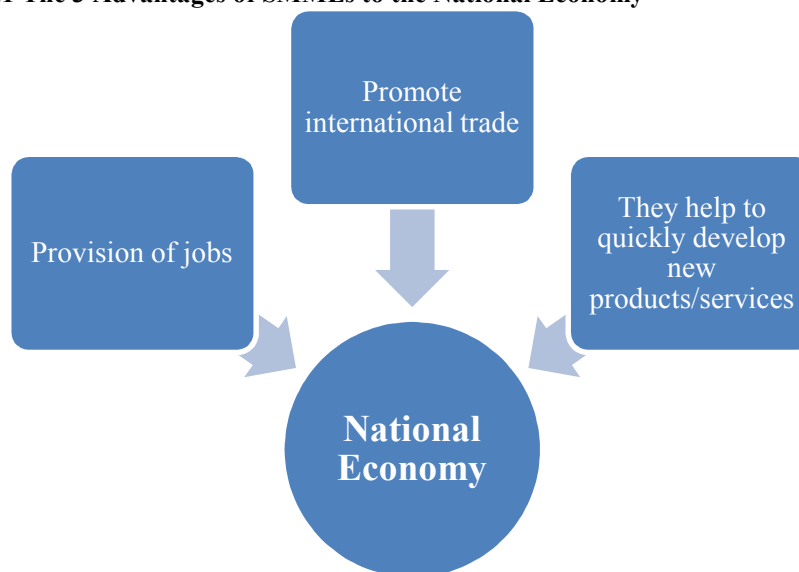 The 3 Advantages of SMMEs to the National Economy
Promote
international trade
Provision of jobs
They help to
quickly develop
new
products/services
National
Economy